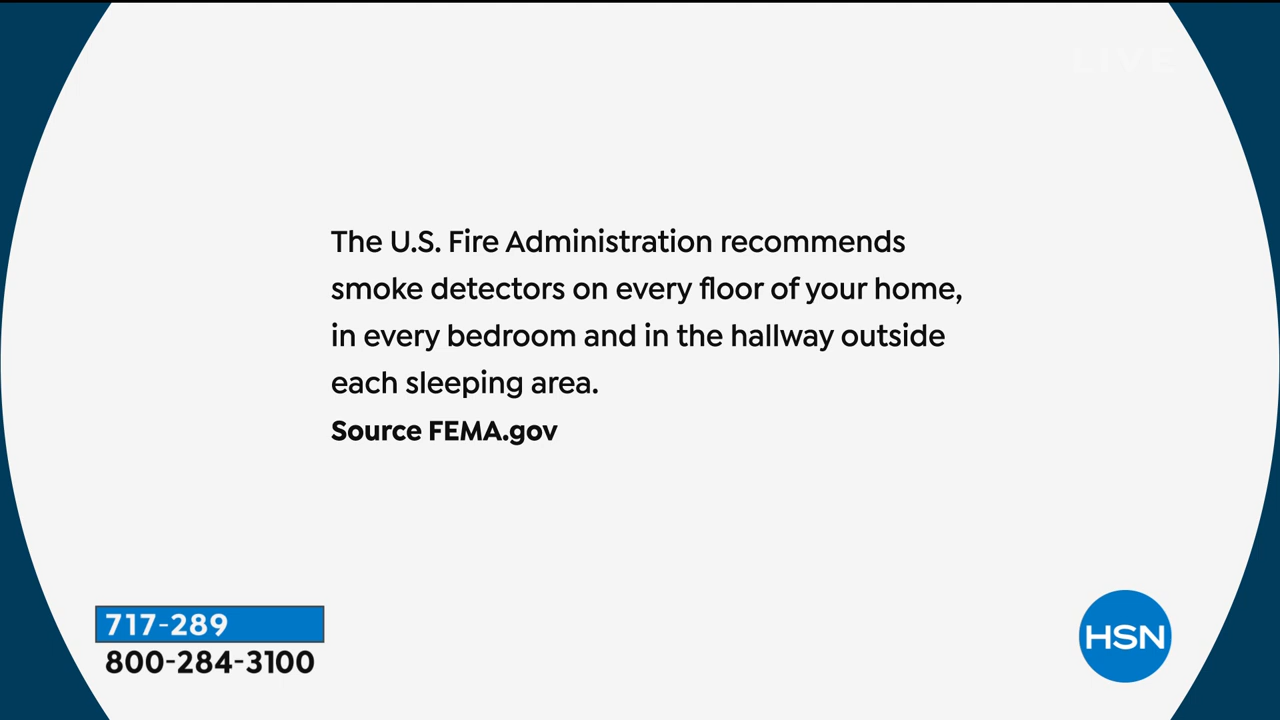 LIVE
The U.S. Fire Administration recommends
smoke detectors on every floor of your home,
in every bedroom and in the hallway outside
each sleeping area.
Source FEMA.gov
717-289
800-284-3100
HSN